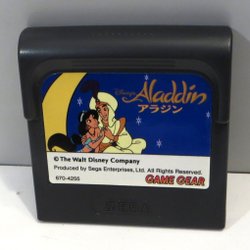 Disney's
Aladdin
アラジン
© The Walt Disney Company
Produced by Sega Enterprises, Ltd. All Rights Reserved.
670-4255
GAME GEAR
SEGA